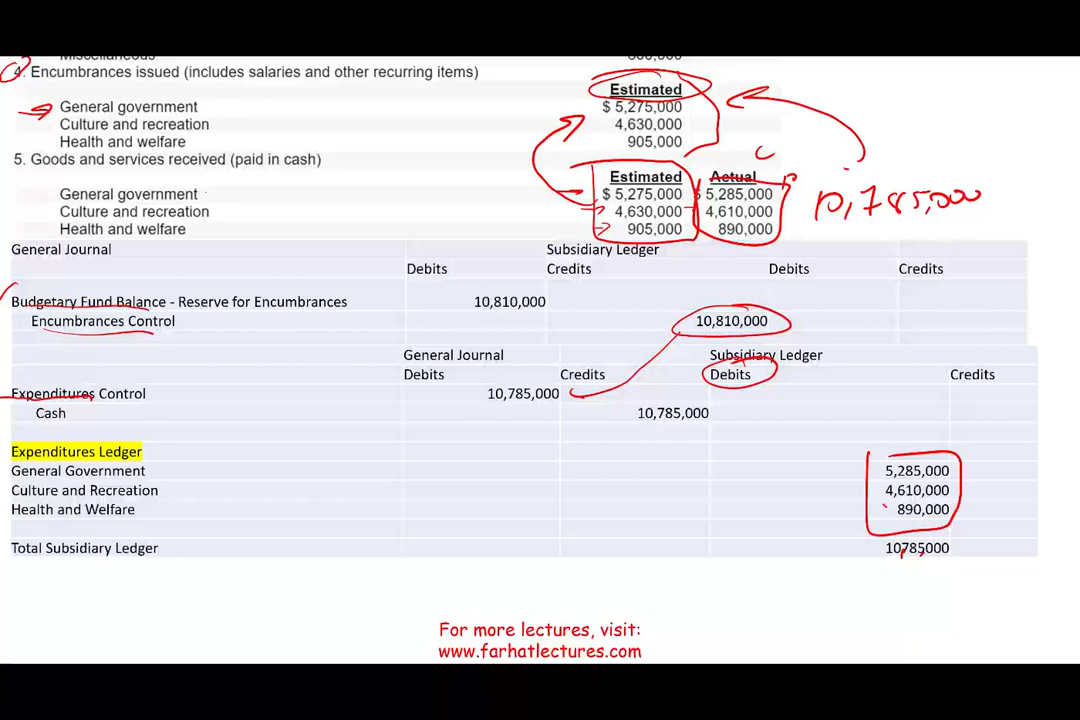 Miscellaneous
4. Encumbrances issued (includes salaries and other recurring items)
Estimated
General government $ 5,275,000
Culture and recreation 4,630,000
Health and welfare 905,000
5. Goods and services received (paid in cash)
Estimated Actual
General government $ 5,275,000 5,285,000 10,785,000
Culture and recreation 4,630,000 4,610,000
Health and welfare 905,000 890,000
General Journal Subsidiary Ledger
Debits Credits Debits Credits
Budgetary Fund Balance - Reserve for Encumbrances 10,810,000
Encumbrances Control 10,810,000
General Journal Subsidiary Ledger
Debits Credits Debits Credits
Expenditures Control 10,785,000
Cash 10,785,000
Expenditures Ledger
General Government 5,285,000
Culture and Recreation 4,610,000
Health and Welfare 890,000
Total Subsidiary Ledger 10785,000
For more lectures, visit:
www.farhatlectures.com